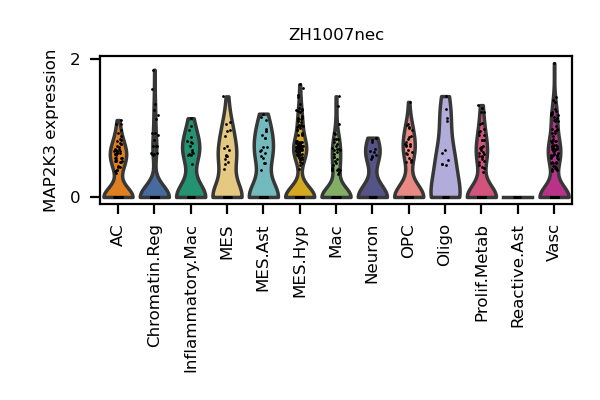 ZH1007nec
MAP2K3 expression
2
0
AC
Chromatin.Reg
Inflammatory.Mac
MES
MES.Ast
MES.Hyp
Mac
Neuron
OPC
Oligo
Prolif.Metab
Reactive.Ast
Vasc